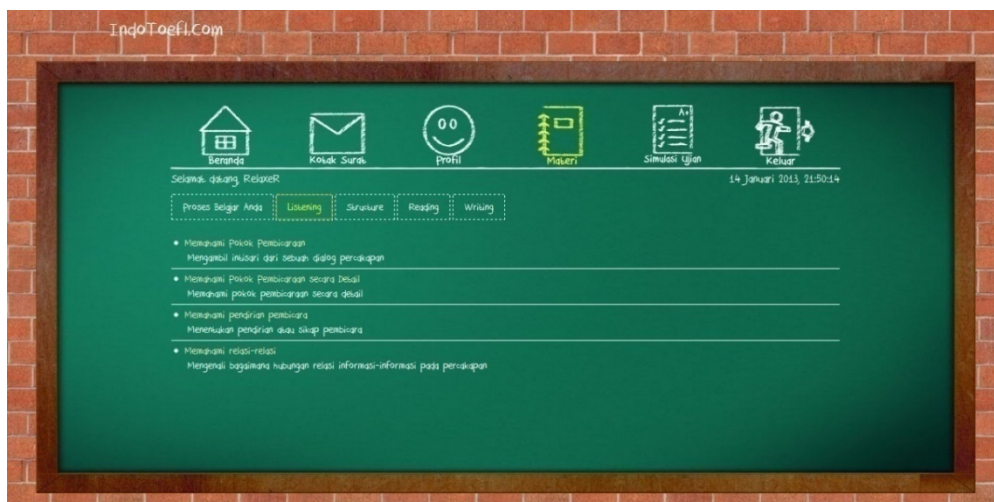 IndoToefl.Com
Beranda Kotak Surat Profil Materi Simulasi Ujian Keluar
Selamat datang, RelaxeR 14 Januari 2013, 21:50:14
Proses Belajar Anda Listening Structure Reading Writing
Memahami Pokok Pembicaraan
Mengambil intisari dari sebuah dialog percakapan
Memahami Pokok Pembicaraan secara Detail
Memahami pokok pembicaraan secara detail
Memahami pendirian pembicara
Menentukan pendirian atau sikap pembicara
Memahami relasi-relasi
Mengenali bagaimana hubungan relasi informasi-informasi pada percakapan